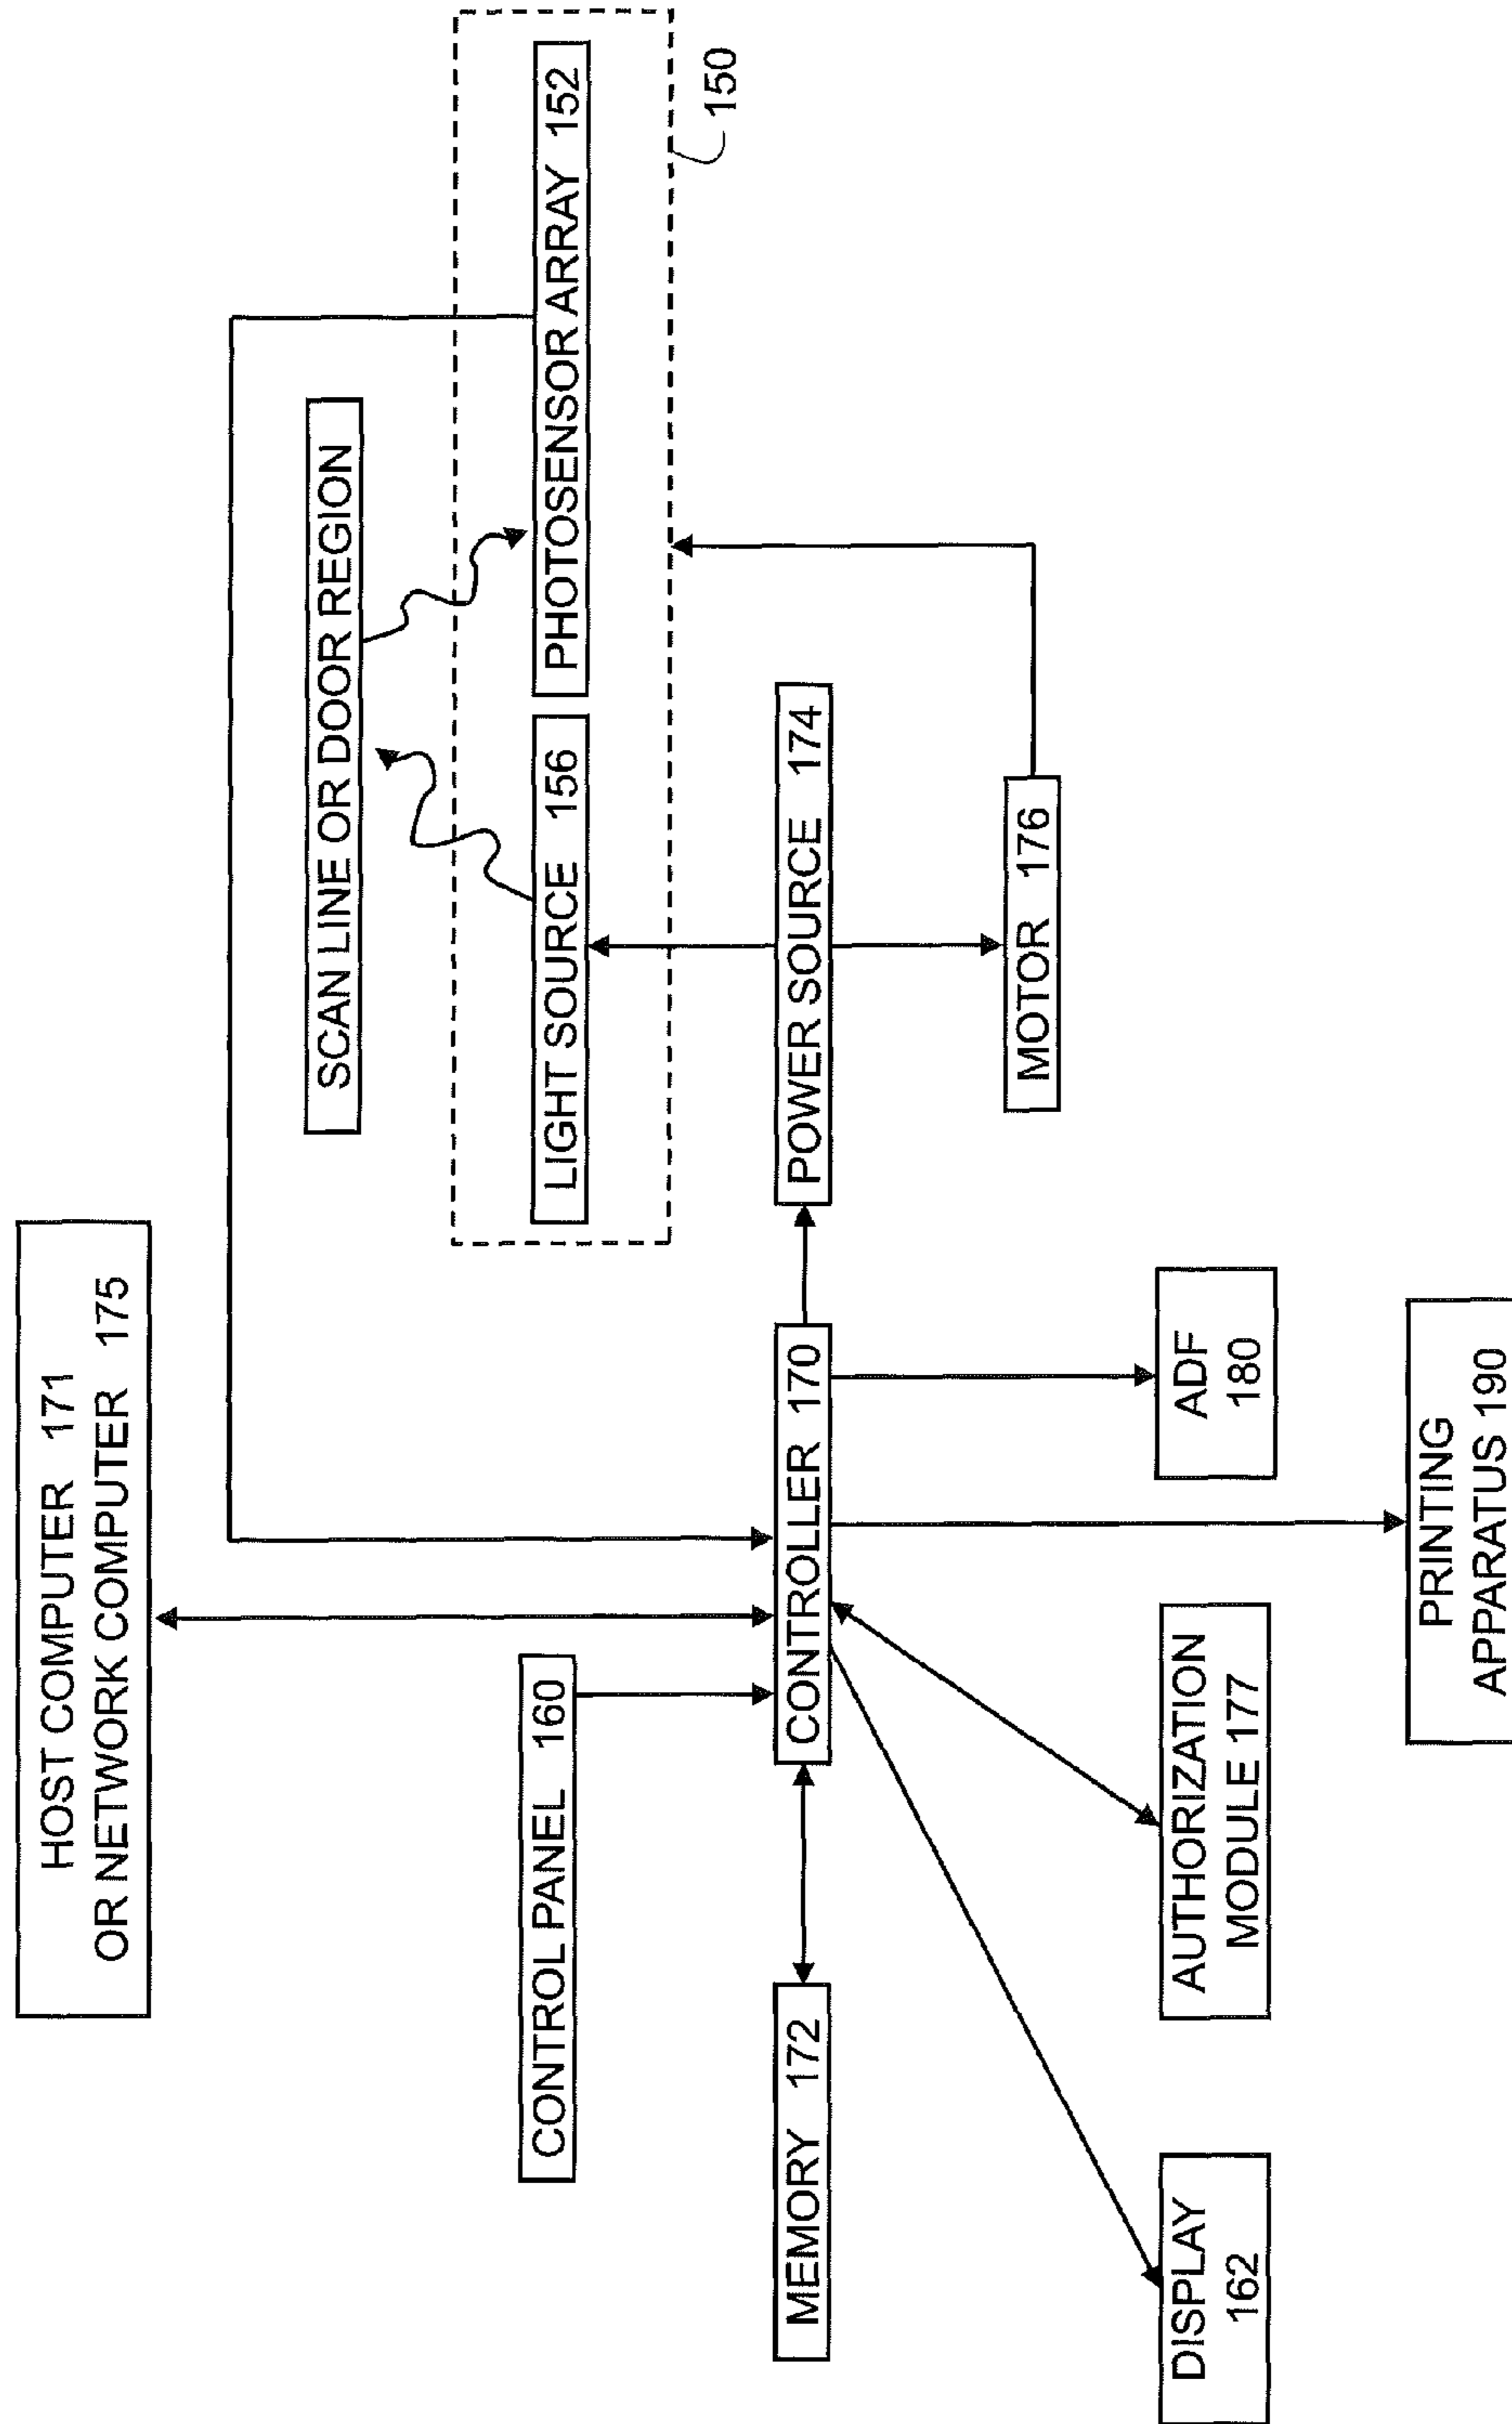 HOST COMPUTER 171
OR NETWORK COMPUTER 175
SCAN LINE OR DOOR REGION
CONTROL PANEL 160
LIGHT SOURCE 156
PHOTOSENSOR ARRAY 152
150
MEMORY 172
CONTROLLER 170
POWER SOURCE 174
MOTOR 176
DISPLAY
162
AUTHORIZATION
MODULE 177
ADF
180
PRINTING
APPARATUS 190